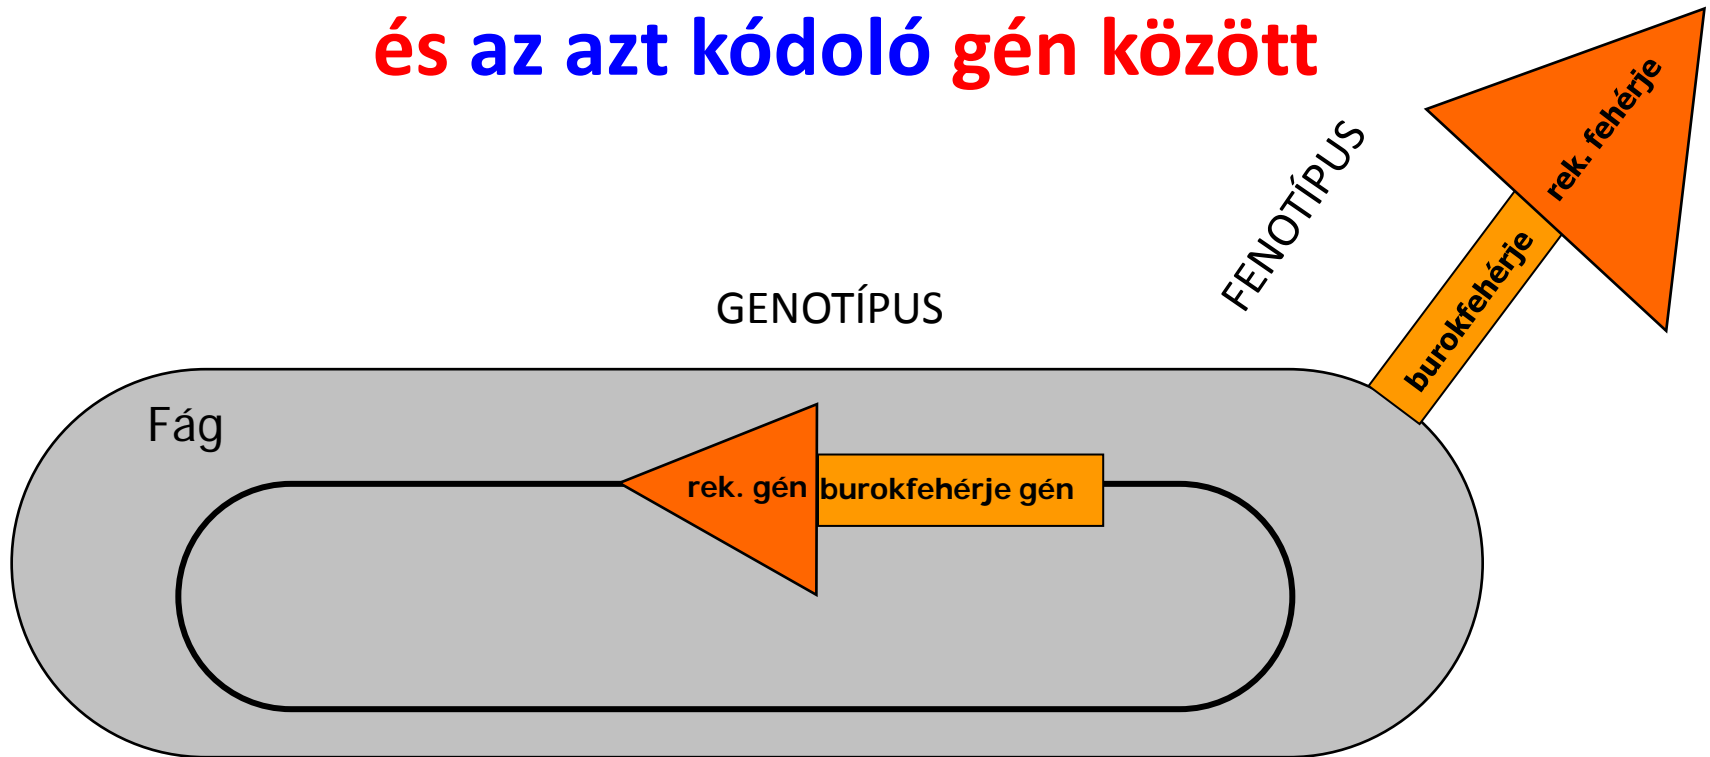 és az azt kódoló gén között
rek. fehérje
FENOTÍPUS
burokfehérje
GENOTÍPUS
Fág
rek. gén burokfehérje gén